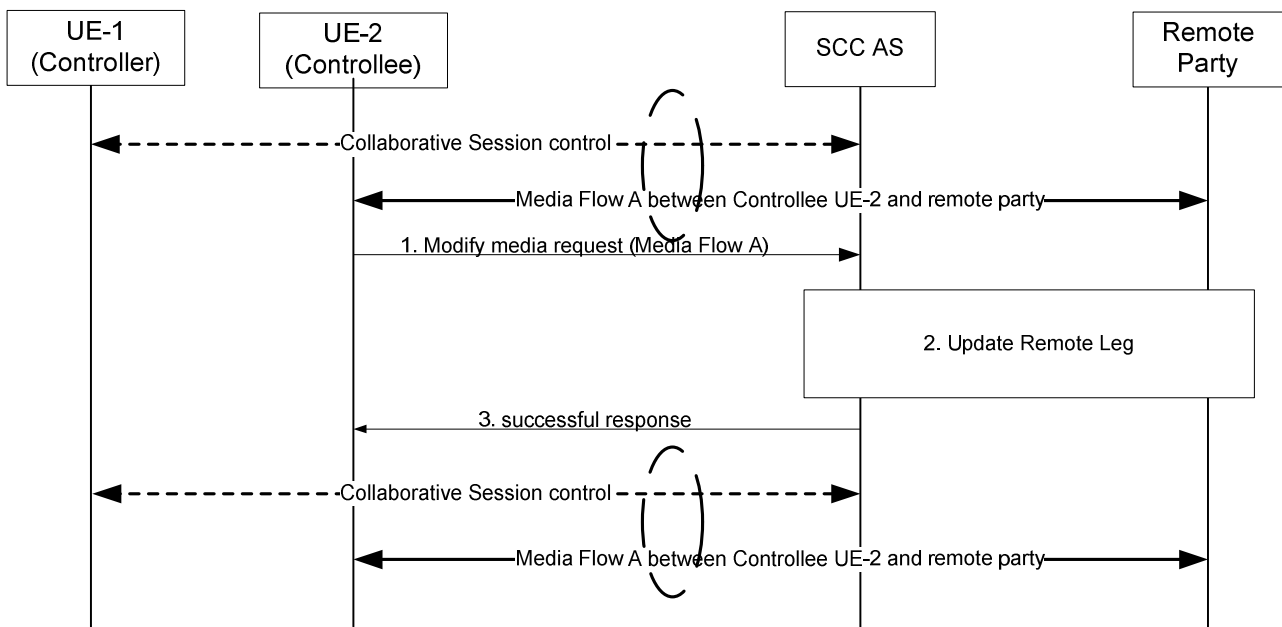 UE-1
(Controller)
UE-2
(Controllee)
SCC AS
Remote
Party
Collaborative Session control
Media Flow A between Controllee UE-2 and remote party
1. Modify media request (Media Flow A)
2. Update Remote Leg
3. successful response
Collaborative Session control
Media Flow A between Controllee UE-2 and remote party